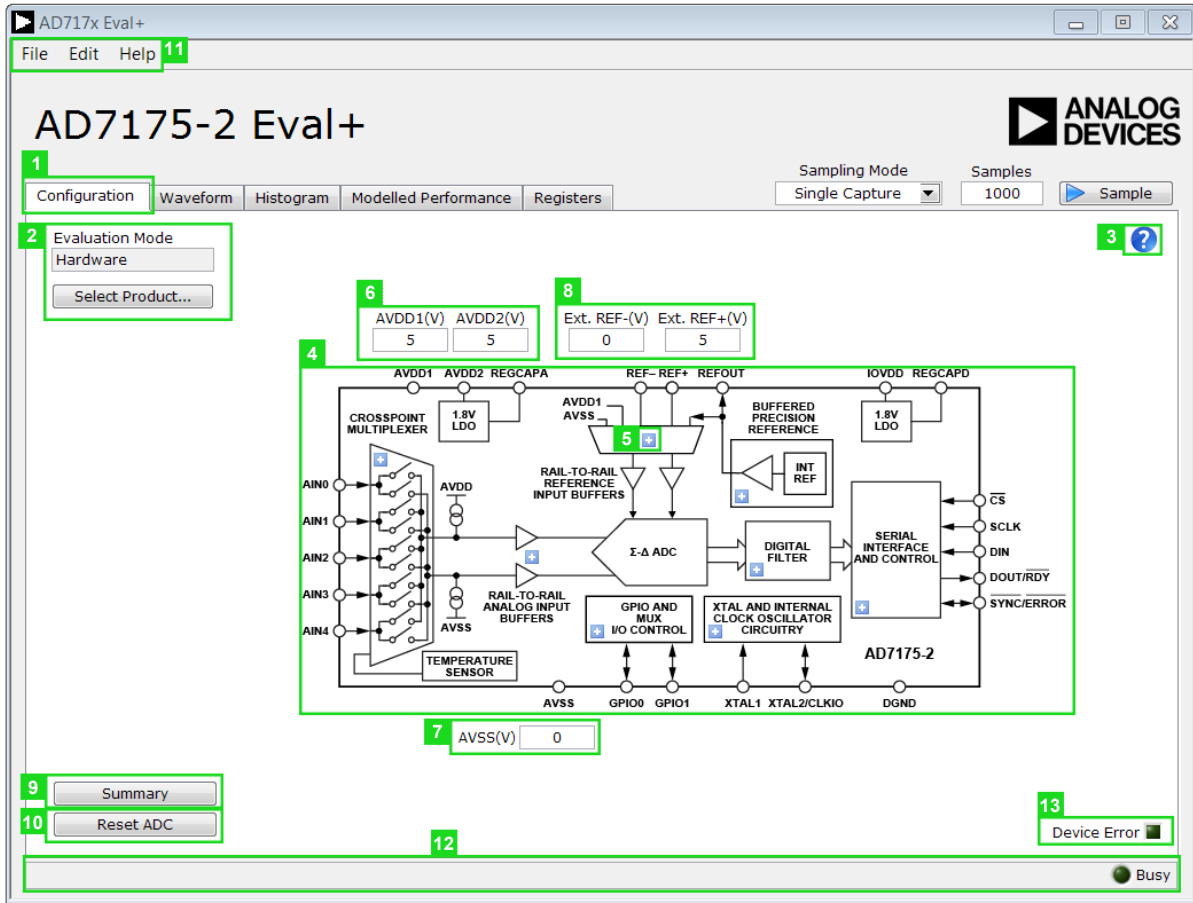 AD717x Eval+
File Edit Help 11
AD7175-2 Eval+
ANALOG
DEVICES
1
Configuration Waveform Histogram Modelled Performance Registers
Sampling Mode
Single Capture
Samples
1000
Sample
2
Evaluation Mode
Hardware
Select Product...
3
?
6
AVDD1(V) AVDD2(V)
5 5
8
Ext. REF-(V) Ext. REF+(V)
0 5
4
AVDD1 AVDD2 REGCAPA REF– REF+ REFOUT IOVDD REGCAPD
CROSSPOINT
MULTIPLEXER
1.8V
LDO
AVDD1
AVSS
5
BUFFERED
PRECISION
REFERENCE
1.8V
LDO
RAIL-TO-RAIL
REFERENCE
INPUT BUFFERS
INT
REF
AIN0
AIN1
AIN2
AIN3
AIN4
AVDD
AVSS
Σ-Δ ADC
DIGITAL
FILTER
SERIAL
INTERFACE
AND CONTROL
CS
SCLK
DIN
DOUT/RDY
SYNC/ERROR
RAIL-TO-RAIL
ANALOG INPUT
BUFFERS
GPIO AND
MUX
I/O CONTROL
XTAL AND INTERNAL
CLOCK OSCILLATOR
CIRCUITRY
TEMPERATURE
SENSOR
AD7175-2
AVSS GPIO0 GPIO1 XTAL1 XTAL2/CLKIO DGND
7
AVSS(V) 0
9
Summary
10
Reset ADC
13
Device Error
12
Busy